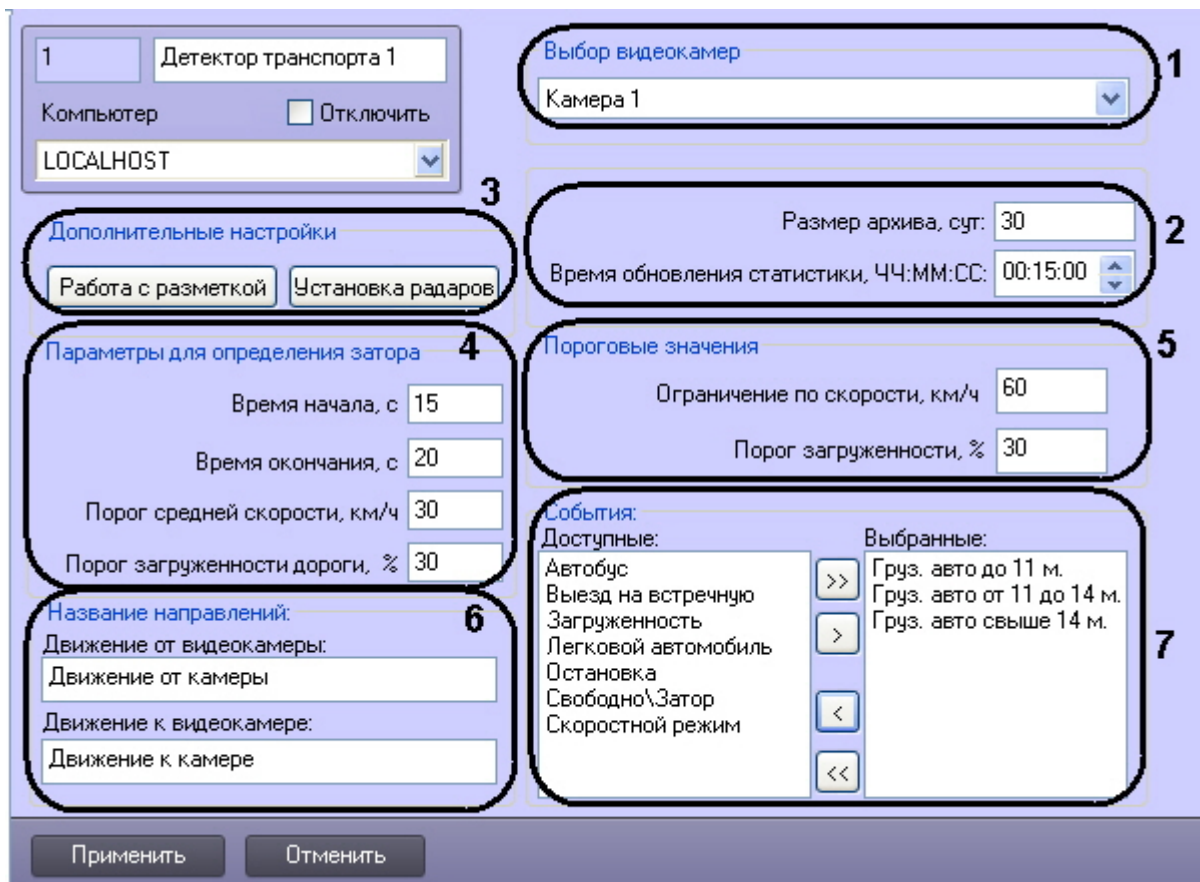 1
Детектор транспорта 1
Компьютер
Отключить
LOCALHOST
Выбор видеокамер
1
Камера 1
3
Дополнительные настройки
Работа с разметкой
Установка радаров
Размер архива, сут:
30
2
Время обновления статистики, ЧЧ:ММ:СС:
00:15:00
Параметры для определения затора
4
Время начала, с
15
Время окончания, с
20
Порог средней скорости, км/ч
30
Порог загруженности дороги, %
30
Пороговые значения
5
Ограничение по скорости, км/ч
60
Порог загруженности, %
30
Название направлений:
6
Движение от видеокамеры:
Движение от камеры
Движение к видеокамере:
Движение к камере
События:
Доступные:
Автобус
Выезд на встречную
Загруженность
Легковой автомобиль
Остановка
Свободно\Затор
Скоростной режим
>>
>
<
<<
Выбранные:
Груз. авто до 11 м.
Груз. авто от 11 до 14 м.
Груз. авто свыше 14 м.
7
Применить
Отменить